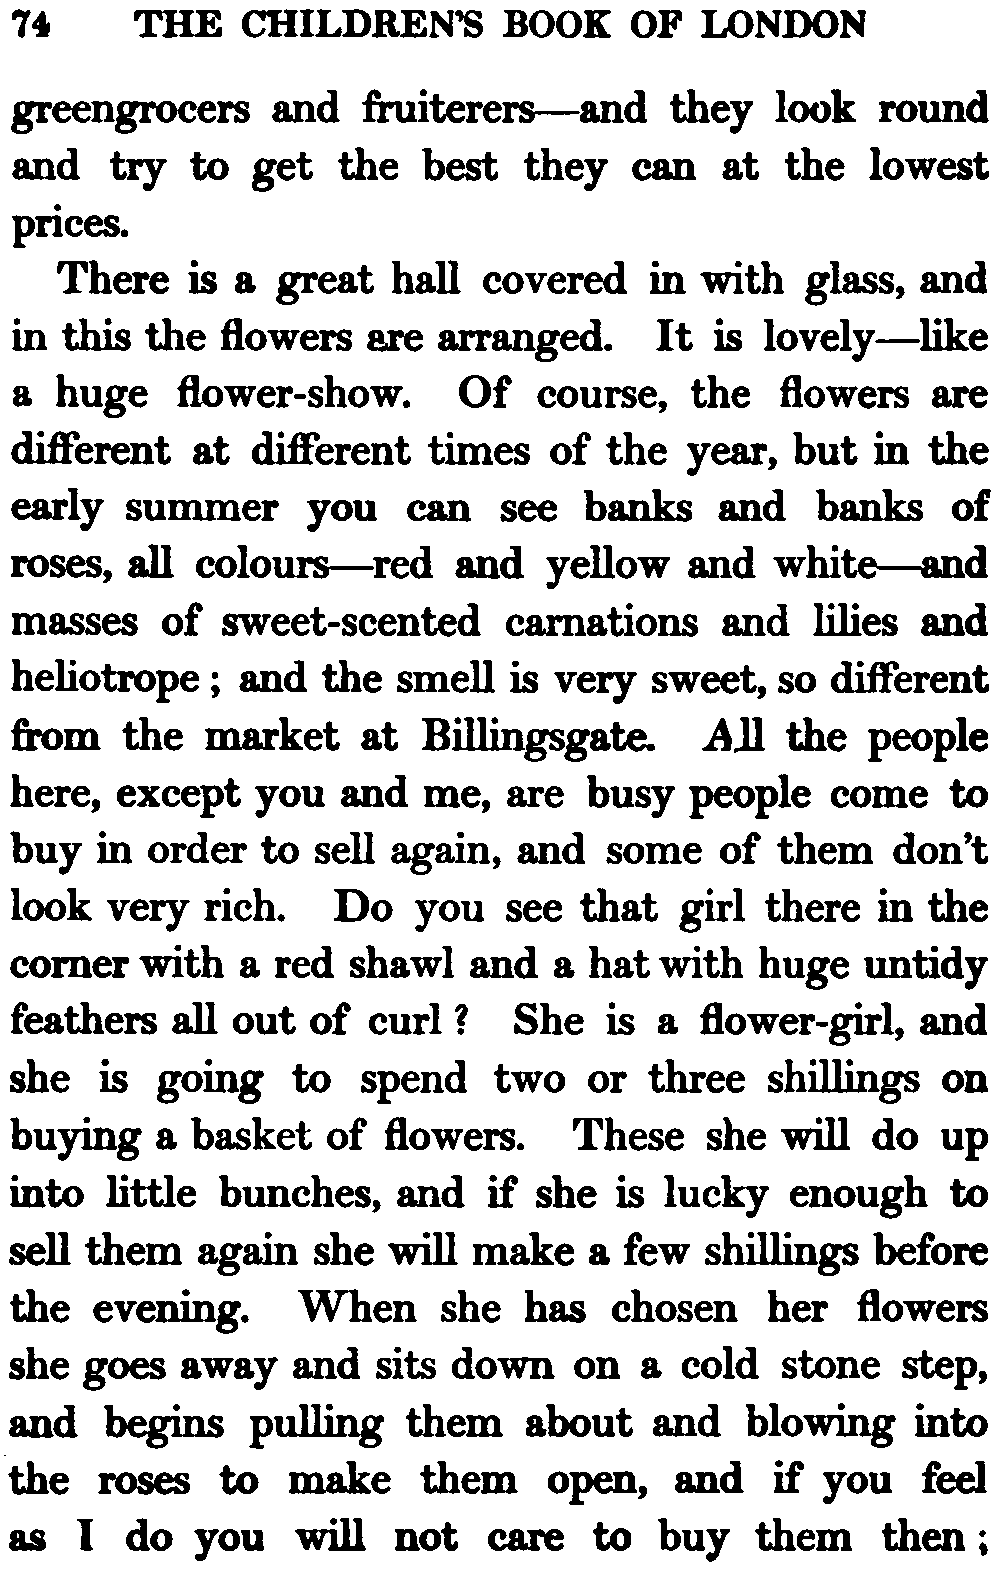 74 THE CHILDREN'S BOOK OF LONDON
greengrocers and fruiterers—and they look round
and try to get the best they can at the lowest
prices.
There is a great hall covered in with glass, and
in this the flowers are arranged. It is lovely—like
a huge flower-show. Of course, the flowers are
different at different times of the year, but in the
early summer you can see banks and banks of
roses, all colours—red and yellow and white—and
masses of sweet-scented carnations and lilies and
heliotrope ; and the smell is very sweet, so different
from the market at Billingsgate. All the people
here, except you and me, are busy people come to
buy in order to sell again, and some of them don't
look very rich. Do you see that girl there in the
corner with a red shawl and a hat with huge untidy
feathers all out of curl ? She is a flower-girl, and
she is going to spend two or three shillings on
buying a basket of flowers. These she will do up
into little bunches, and if she is lucky enough to
sell them again she will make a few shillings before
the evening. When she has chosen her flowers
she goes away and sits down on a cold stone step,
and begins pulling them about and blowing into
the roses to make them open, and if you feel
as I do you will not care to buy them then ;